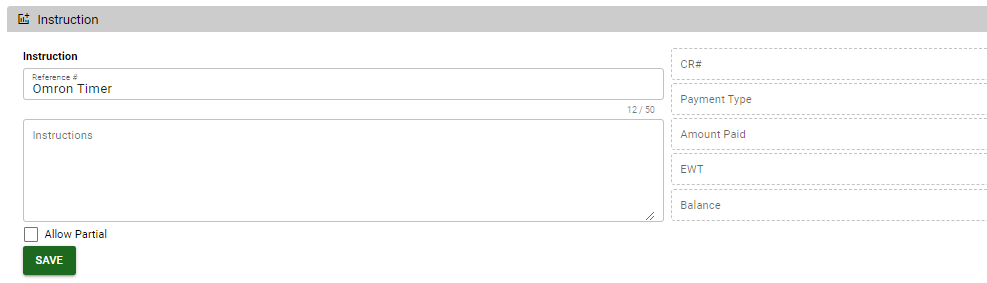 Instruction
Instruction
Reference #
Omron Timer
12 / 50
Instructions
Allow Partial
SAVE
CR#
Payment Type
Amount Paid
EWT
Balance